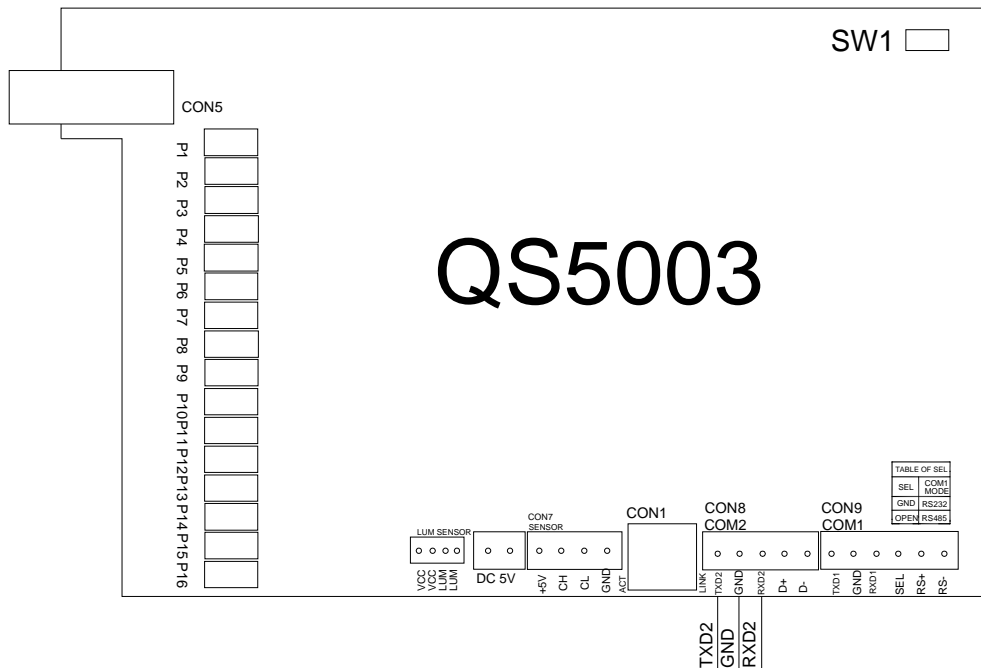 SW1
CON5
P1
P2
P3
P4
P5
P6
P7
P8
P9
P10
P11
P12
P13
P14
P15
P16
QS5003
TABLE OF SEL
SEL COM1 MODE
GND RS232
OPEN RS485
LUM SENSOR
VCC
VCC
LUM
LUM
DC 5V
CON7
SENSOR
+5V
CH
CL
GND
CON1
ACT
LINK
CON8
COM2
TXD2
GND
RXD2
D+
D-
CON9
COM1
TXD1
GND
RXD1
SEL
RS+
RS-
TXD2
GND
RXD2